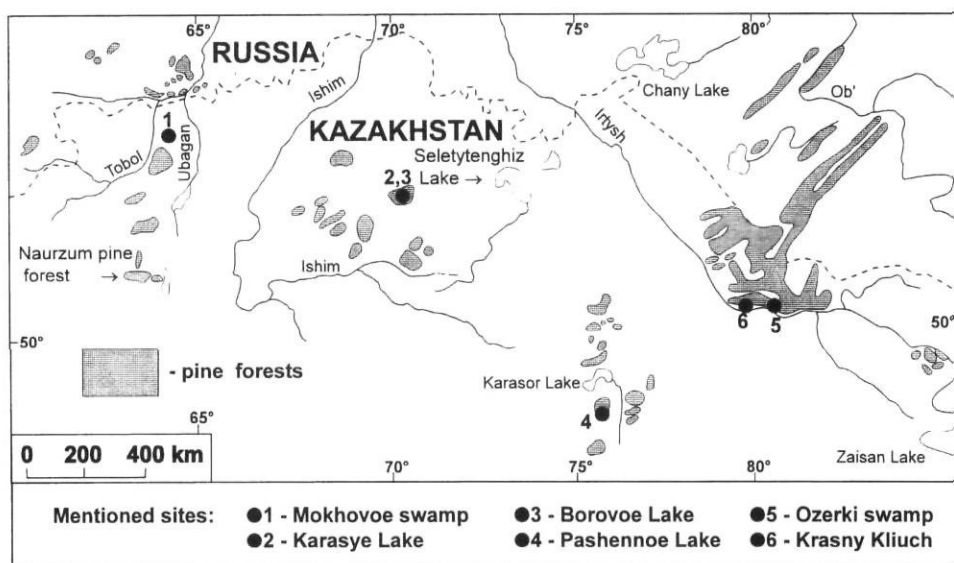 65°
70°
75°
80°
RUSSIA
Ishim
Chany Lake
Ob'
1
KAZAKHSTAN
Irtysh
Tobol
Ubagan
Seletytenghiz
2,3
Lake →
Naurzum pine
forest →
Ishim
6
5
50°
50°
- pine forests
Karasor Lake
4
65°
0 200 400 km
70°
75°
80°
Zaisan Lake
Mentioned sites: ●1 - Mokhovoe swamp ●3 - Borovoe Lake ●5 - Ozerki swamp
●2 - Karasye Lake ●4 - Pashennoe Lake ●6 - Krasny Kliuch